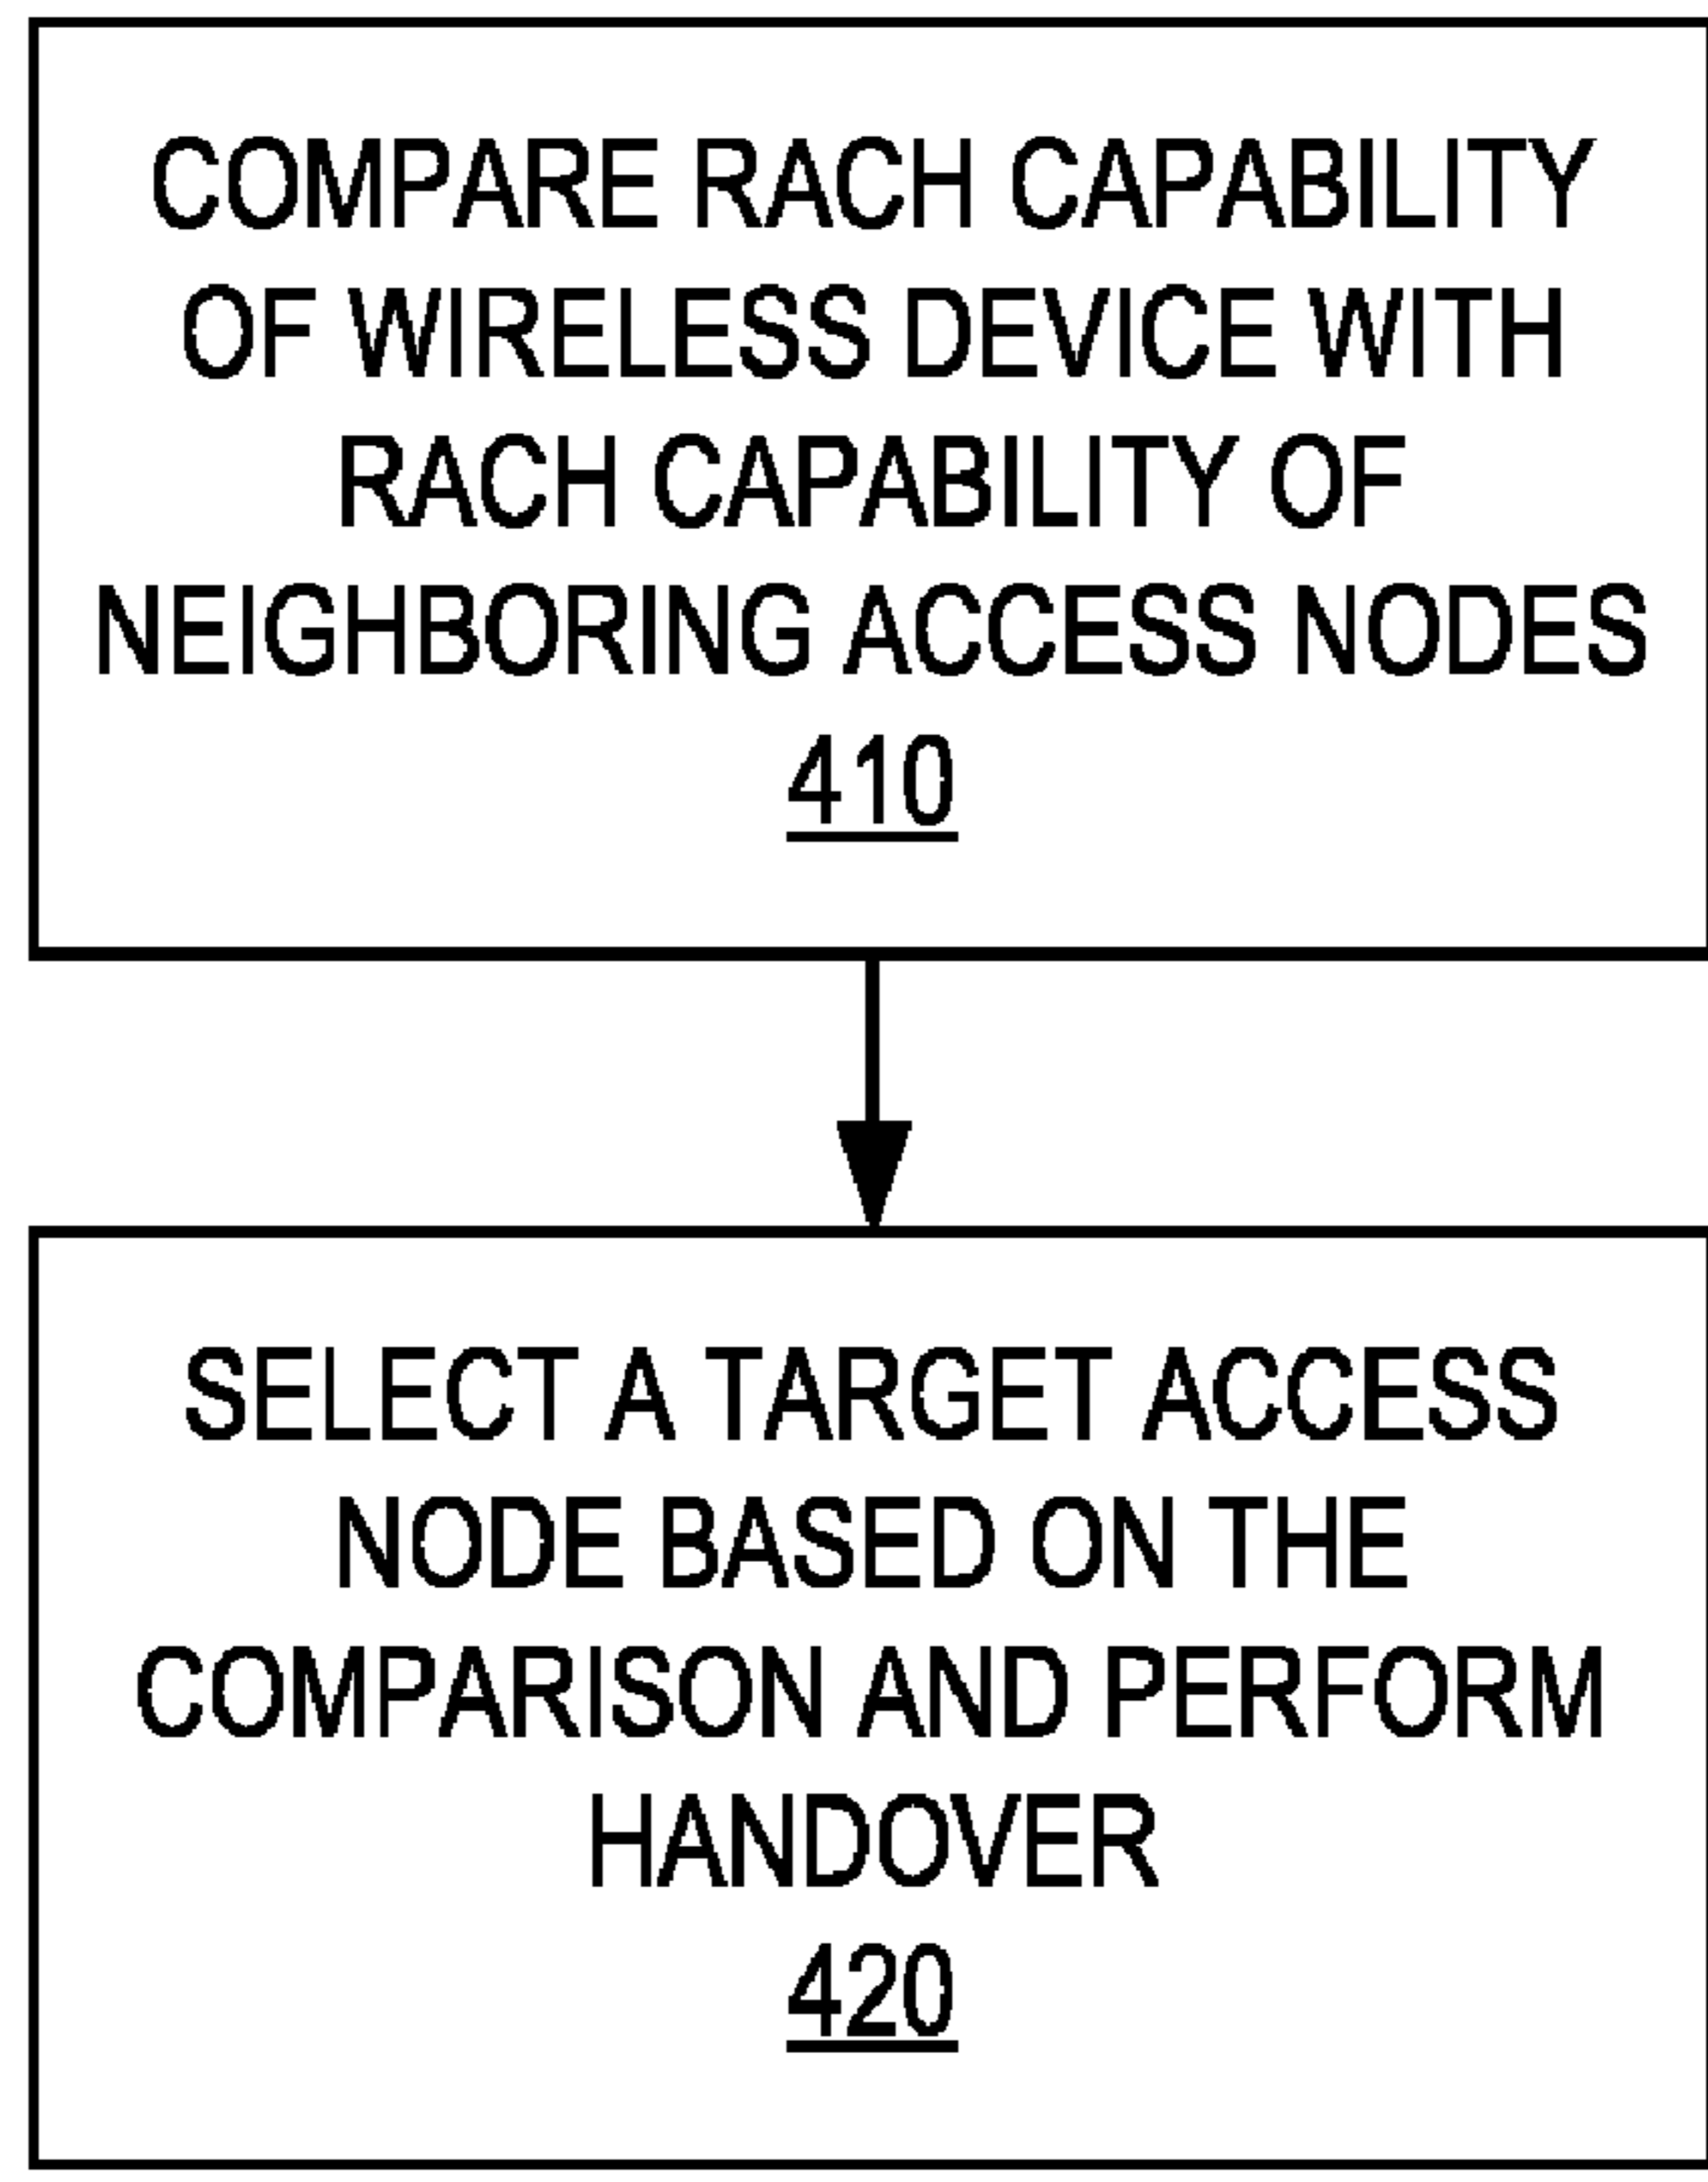 COMPARE RACH CAPABILITY
OF WIRELESS DEVICE WITH
RACH CAPABILITY OF
NEIGHBORING ACCESS NODES
410
SELECT A TARGET ACCESS
NODE BASED ON THE
COMPARISON AND PERFORM
HANDOVER
420